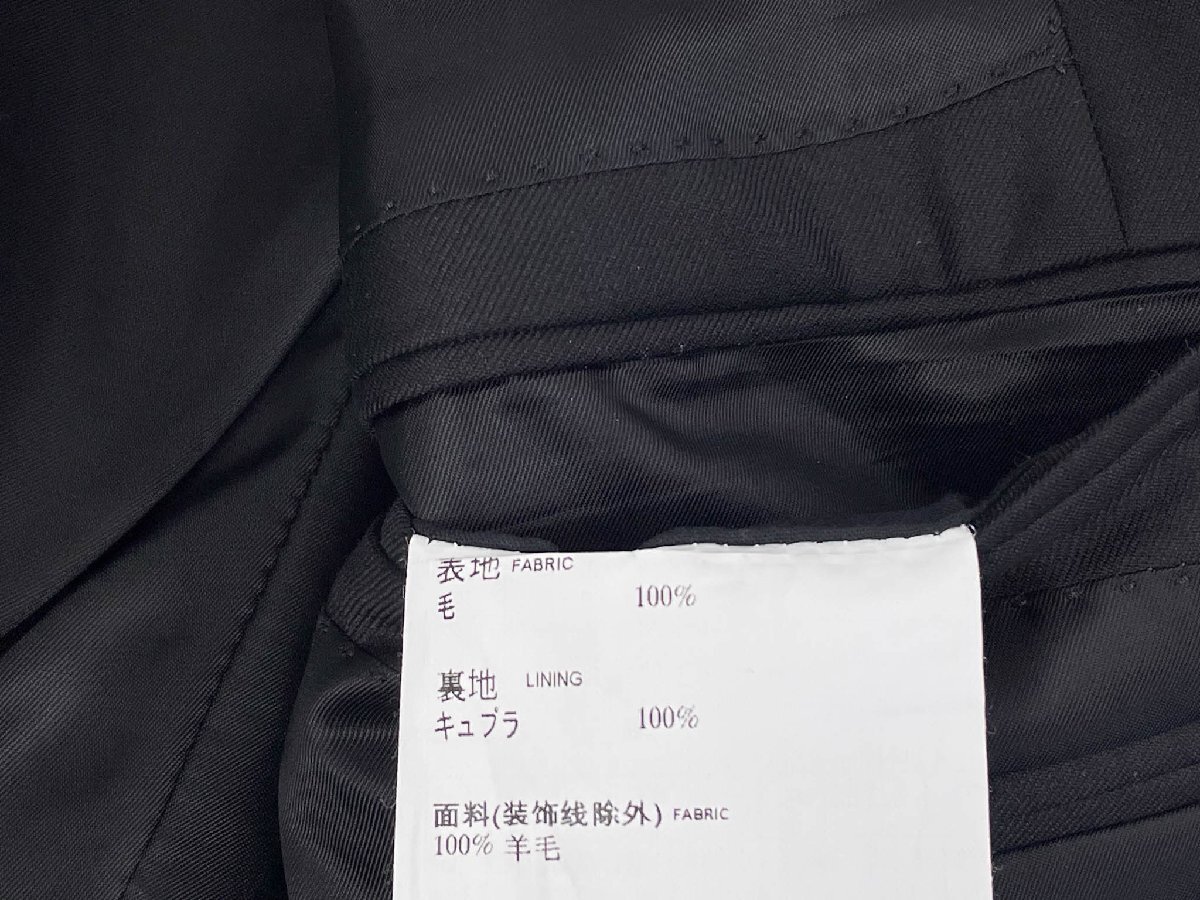 表地 FABRIC
毛 100%
裏地 LINING
キュプラ 100%
面料(装饰线除外) FABRIC
100% 羊毛